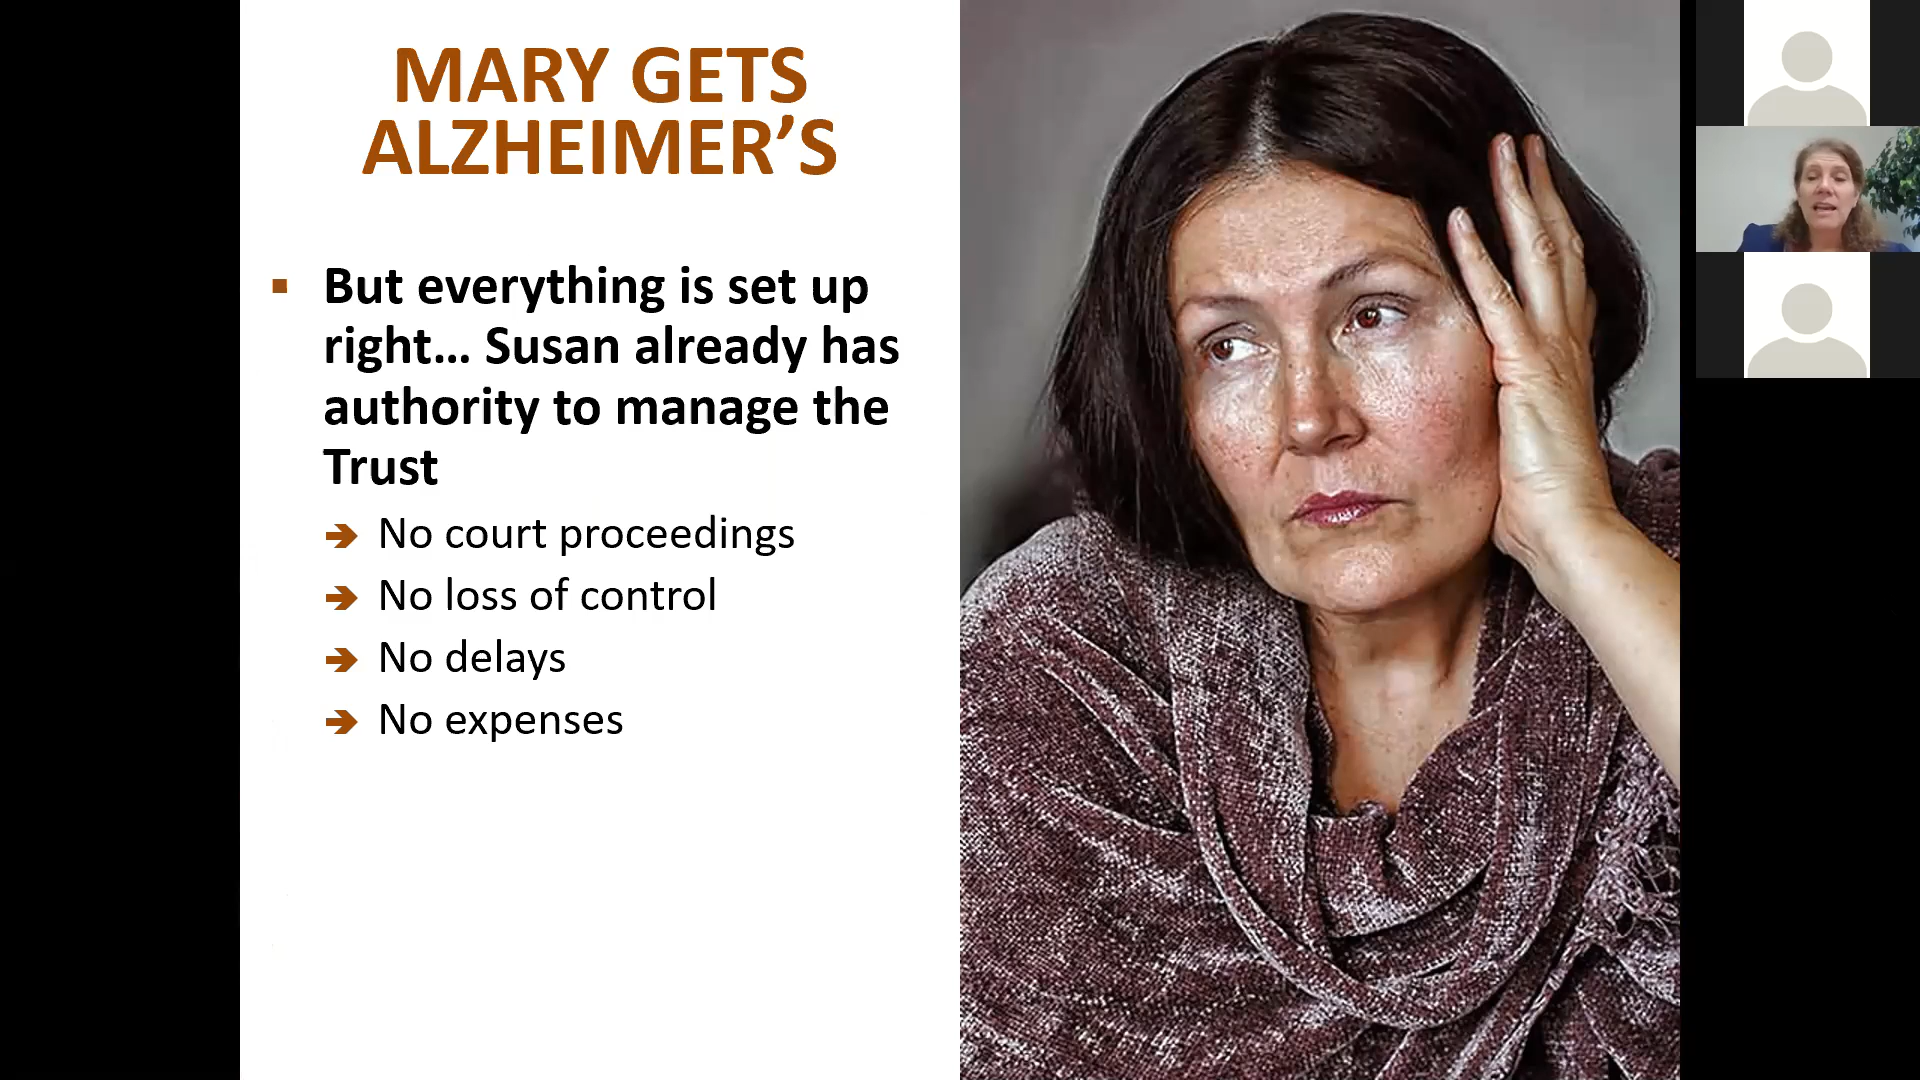 MARY GETS
ALZHEIMER’S
▪ But everything is set up
right... Susan already has
authority to manage the
Trust
➔ No court proceedings
➔ No loss of control
➔ No delays
➔ No expenses